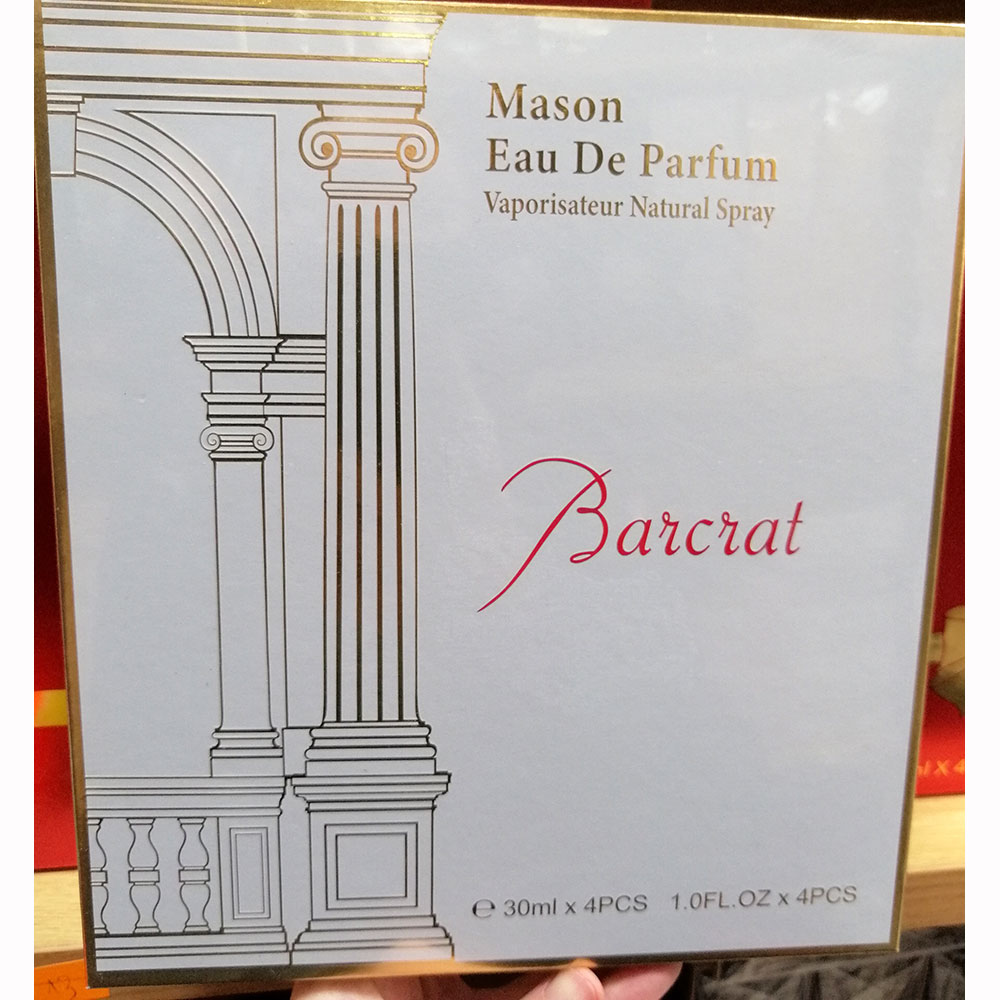 Mason
Eau De Parfum
Vaporisateur Natural Spray
Barcrat
℮ 30ml x 4PCS 1.0FL.OZ x 4PCS